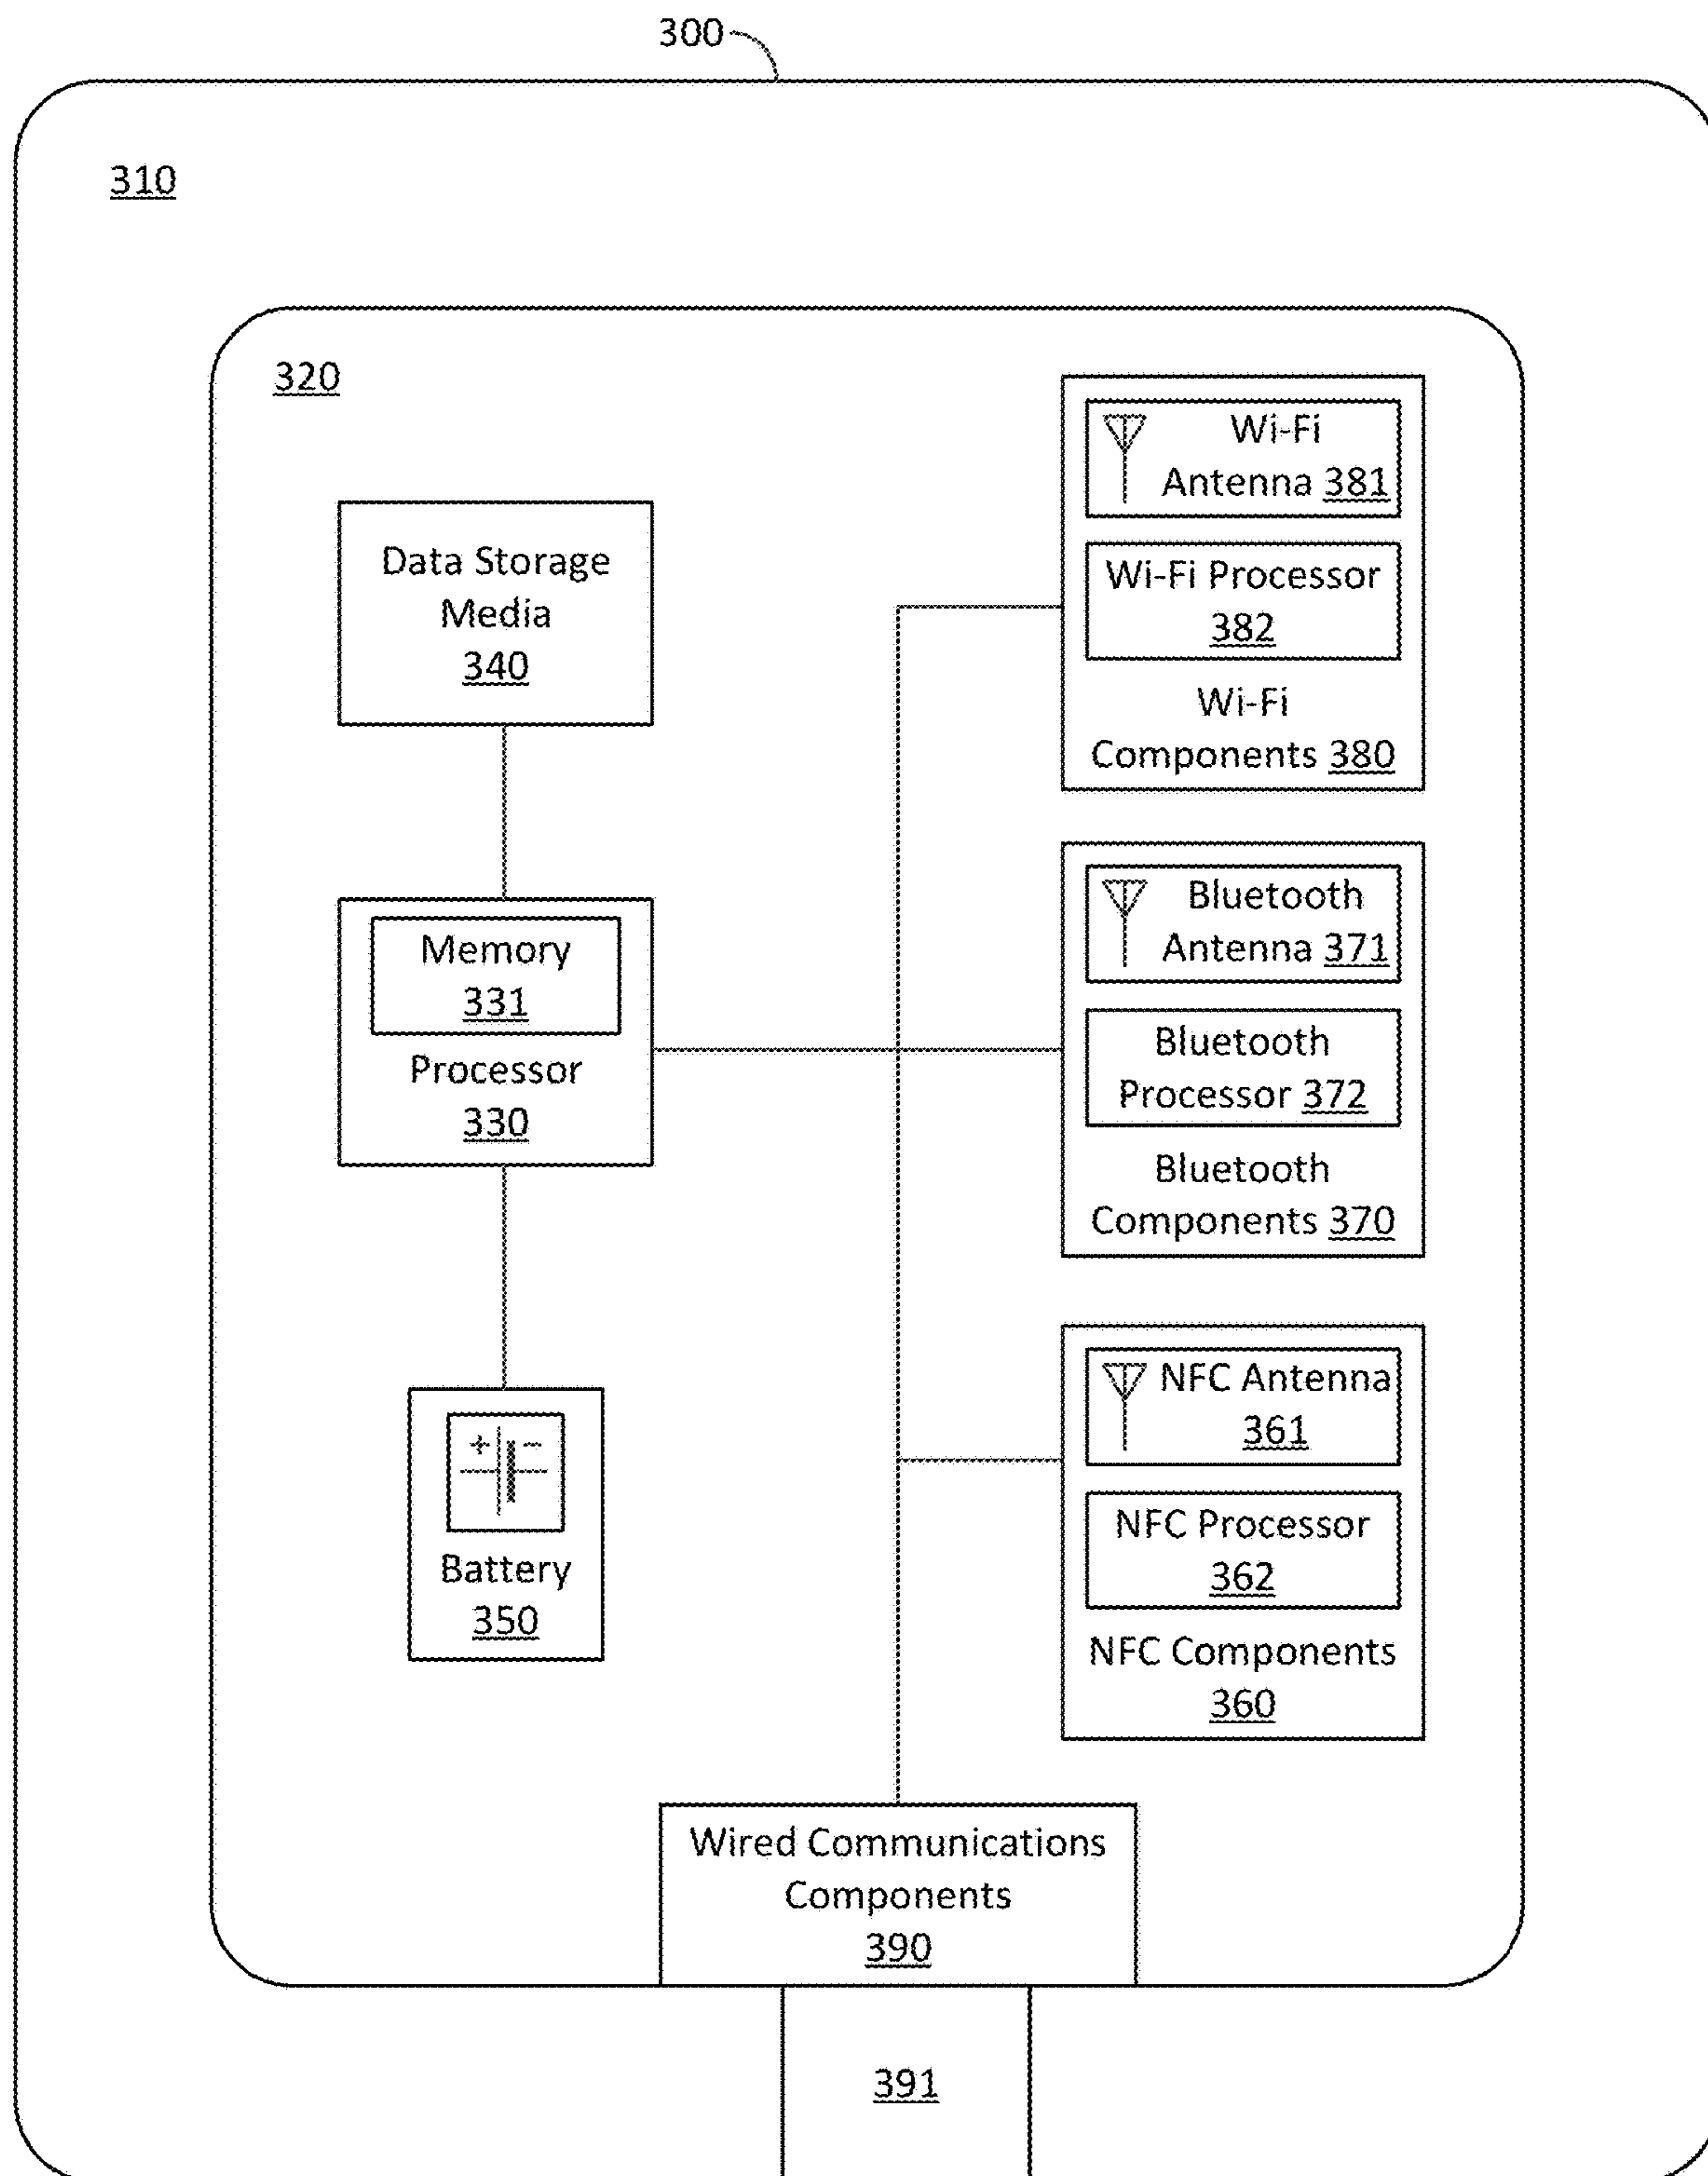 300
310
320
Data Storage
Media
340
Memory
331
Processor
330
+ −
Battery
350
Wi-Fi
Antenna 381
Wi-Fi Processor
382
Wi-Fi
Components 380
Bluetooth
Antenna 371
Bluetooth
Processor 372
Bluetooth
Components 370
NFC Antenna
361
NFC Processor
362
NFC Components
360
Wired Communications
Components
390
391